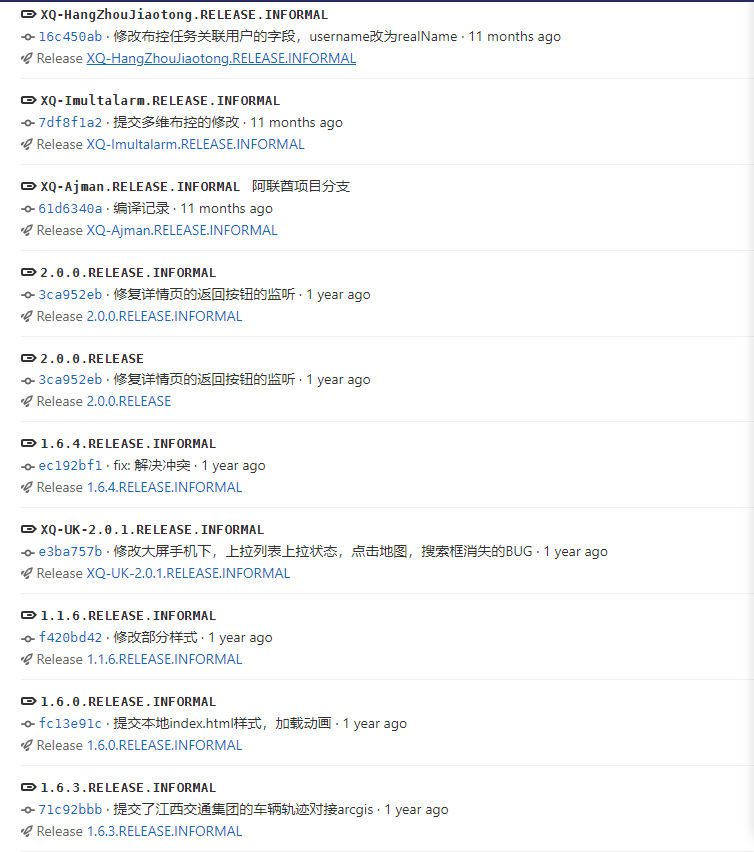 XQ-HangZhouJiaotong.RELEASE.INFORMAL
16c450ab · 修改布控任务关联用户的字段，username改为realName · 11 months ago
Release XQ-HangZhouJiaotong.RELEASE.INFORMAL
XQ-Imultalarm.RELEASE.INFORMAL
7df8f1a2 · 提交多维布控的修改 · 11 months ago
Release XQ-Imultalarm.RELEASE.INFORMAL
XQ-Ajman.RELEASE.INFORMAL 阿联酋项目分支
61d6340a · 编译记录 · 11 months ago
Release XQ-Ajman.RELEASE.INFORMAL
2.0.0.RELEASE.INFORMAL
3ca952eb · 修复详情页的返回按钮的监听 · 1 year ago
Release 2.0.0.RELEASE.INFORMAL
2.0.0.RELEASE
3ca952eb · 修复详情页的返回按钮的监听 · 1 year ago
Release 2.0.0.RELEASE
1.6.4.RELEASE.INFORMAL
ec192bf1 · fix: 解决冲突 · 1 year ago
Release 1.6.4.RELEASE.INFORMAL
XQ-UK-2.0.1.RELEASE.INFORMAL
e3ba757b · 修改大屏手机下，上拉列表上拉状态，点击地图，搜索框消失的BUG · 1 year ago
Release XQ-UK-2.0.1.RELEASE.INFORMAL
1.1.6.RELEASE.INFORMAL
f420bd42 · 修改部分样式 · 1 year ago
Release 1.1.6.RELEASE.INFORMAL
1.6.0.RELEASE.INFORMAL
fc13e91c · 提交本地index.html样式，加载动画 · 1 year ago
Release 1.6.0.RELEASE.INFORMAL
1.6.3.RELEASE.INFORMAL
71c92bbb · 提交了江西交通集团的车辆轨迹对接arcgis · 1 year ago
Release 1.6.3.RELEASE.INFORMAL